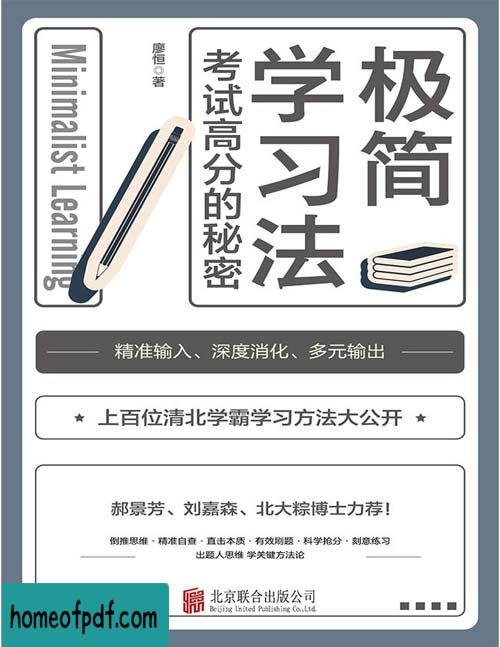 极简
学习法
考试高分的秘密
廖恒◎著
Minimalist Learning
精准输入、深度消化、多元输出
★ 上百位清北学霸学习方法大公开 ★
郝景芳、刘嘉森、北大粽博士力荐！
倒推思维·精准自查·直击本质·有效刷题·科学抢分·刻意练习
出题人思维 学关键方法论
北京联合出版公司
Beijing United Publishing Co.,Ltd.
homeofpdf.com